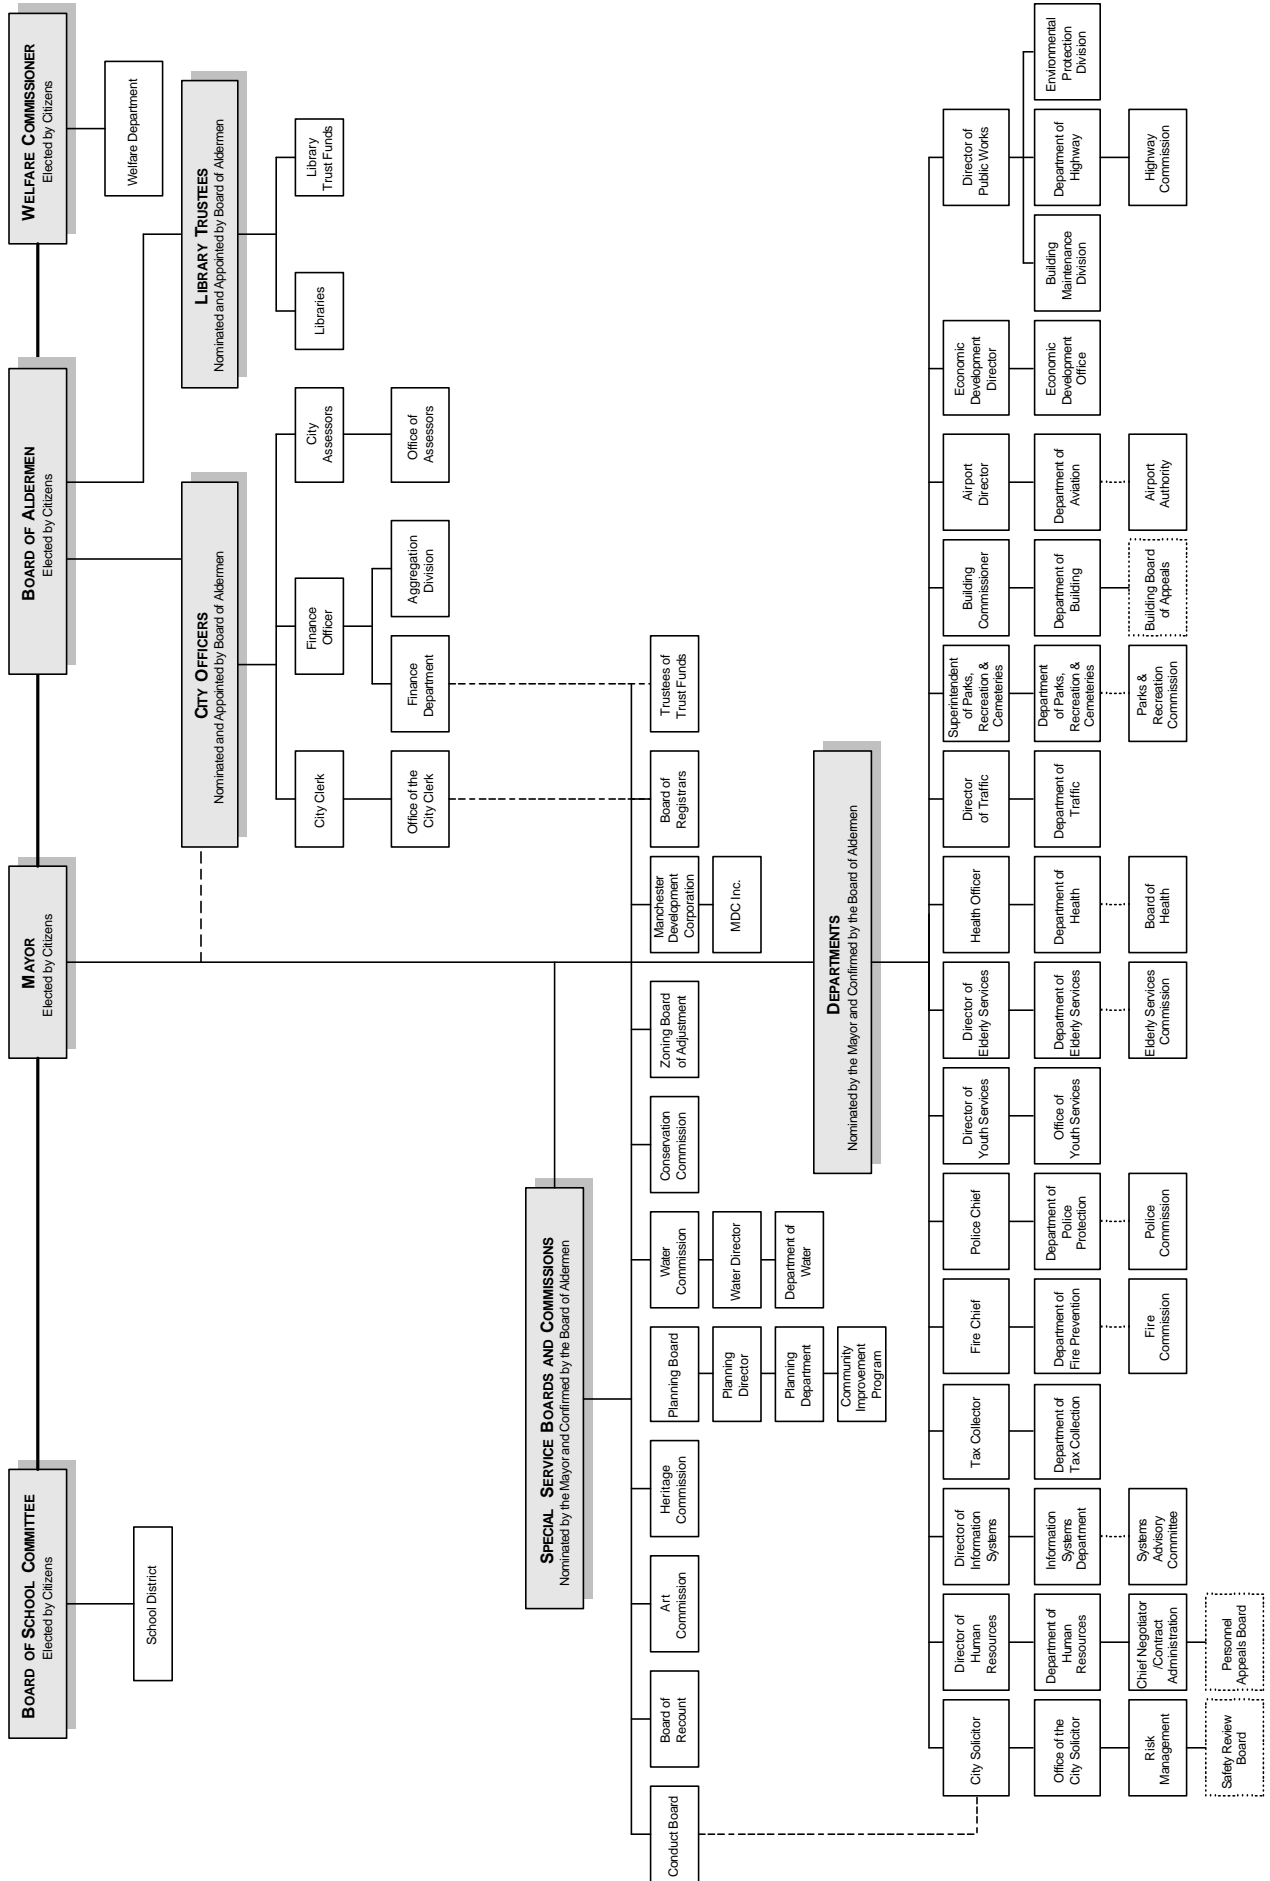 BOARD OF SCHOOL COMMITTEE
Elected by Citizens
MAYOR
Elected by Citizens
BOARD OF ALDERMEN
Elected by Citizens
WELFARE COMMISSIONER
Elected by Citizens
School District
Welfare Department
CITY OFFICERS
Nominated and Appointed by Board of Aldermen
LIBRARY TRUSTEES
Nominated and Appointed by Board of Aldermen
City Clerk
Finance
Officer
City
Assessors
Libraries
Library
Trust Funds
Office of the
City Clerk
Finance
Department
Aggregation
Division
Office of
Assessors
SPECIAL SERVICE BOARDS AND COMMISSIONS
Nominated by the Mayor and Confirmed by the Board of Aldermen
Conduct Board
Board of
Recount
Art
Commission
Heritage
Commission
Planning Board
Water
Commission
Conservation
Commission
Zoning Board
of Adjustment
Manchester
Development
Corporation
Board of
Registrars
Trustees of
Trust Funds
Planning
Director
Water Director
MDC Inc.
Planning
Department
Department of
Water
Community
Improvement
Program
DEPARTMENTS
Nominated by the Mayor and Confirmed by the Board of Aldermen
City Solicitor
Director of
Human
Resources
Director of
Information
Systems
Tax Collector
Fire Chief
Police Chief
Director of
Youth Services
Director of
Elderly Services
Health Officer
Director
of Traffic
Superintendent
of Parks,
Recreation &
Cemeteries
Building
Commissioner
Airport
Director
Economic
Development
Director
Director of
Public Works
Office of the
City Solicitor
Department of
Human
Resources
Information
Systems
Department
Department of
Tax Collection
Department of
Fire Prevention
Department of
Police
Protection
Office of
Youth Services
Department of
Elderly Services
Department of
Health
Department of
Traffic
Department
of Parks,
Recreation &
Cemeteries
Department of
Building
Department of
Aviation
Economic
Development
Office
Building
Maintenance
Division
Department of
Highway
Environmental
Protection
Division
Risk
Management
Chief Negotiator
/Contract
Administration
Systems
Advisory
Committee
Fire
Commission
Police
Commission
Elderly Services
Commission
Board of
Health
Parks &
Recreation
Commission
Building Board
of Appeals
Airport
Authority
Highway
Commission
Safety Review
Board
Personnel
Appeals Board